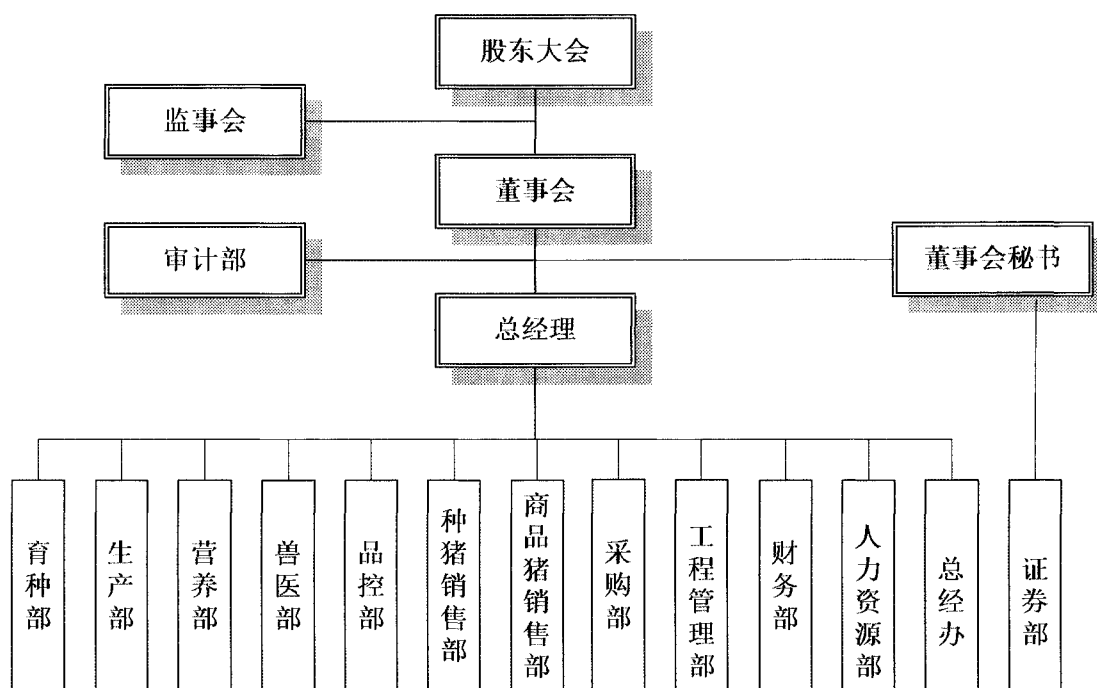 股东大会
监事会
董事会
审计部
董事会秘书
总经理
育种部
生产部
营养部
兽医部
品控部
种猪销售部
商品猪销售部
采购部
工程管理部
财务部
人力资源部
总经办
证券部